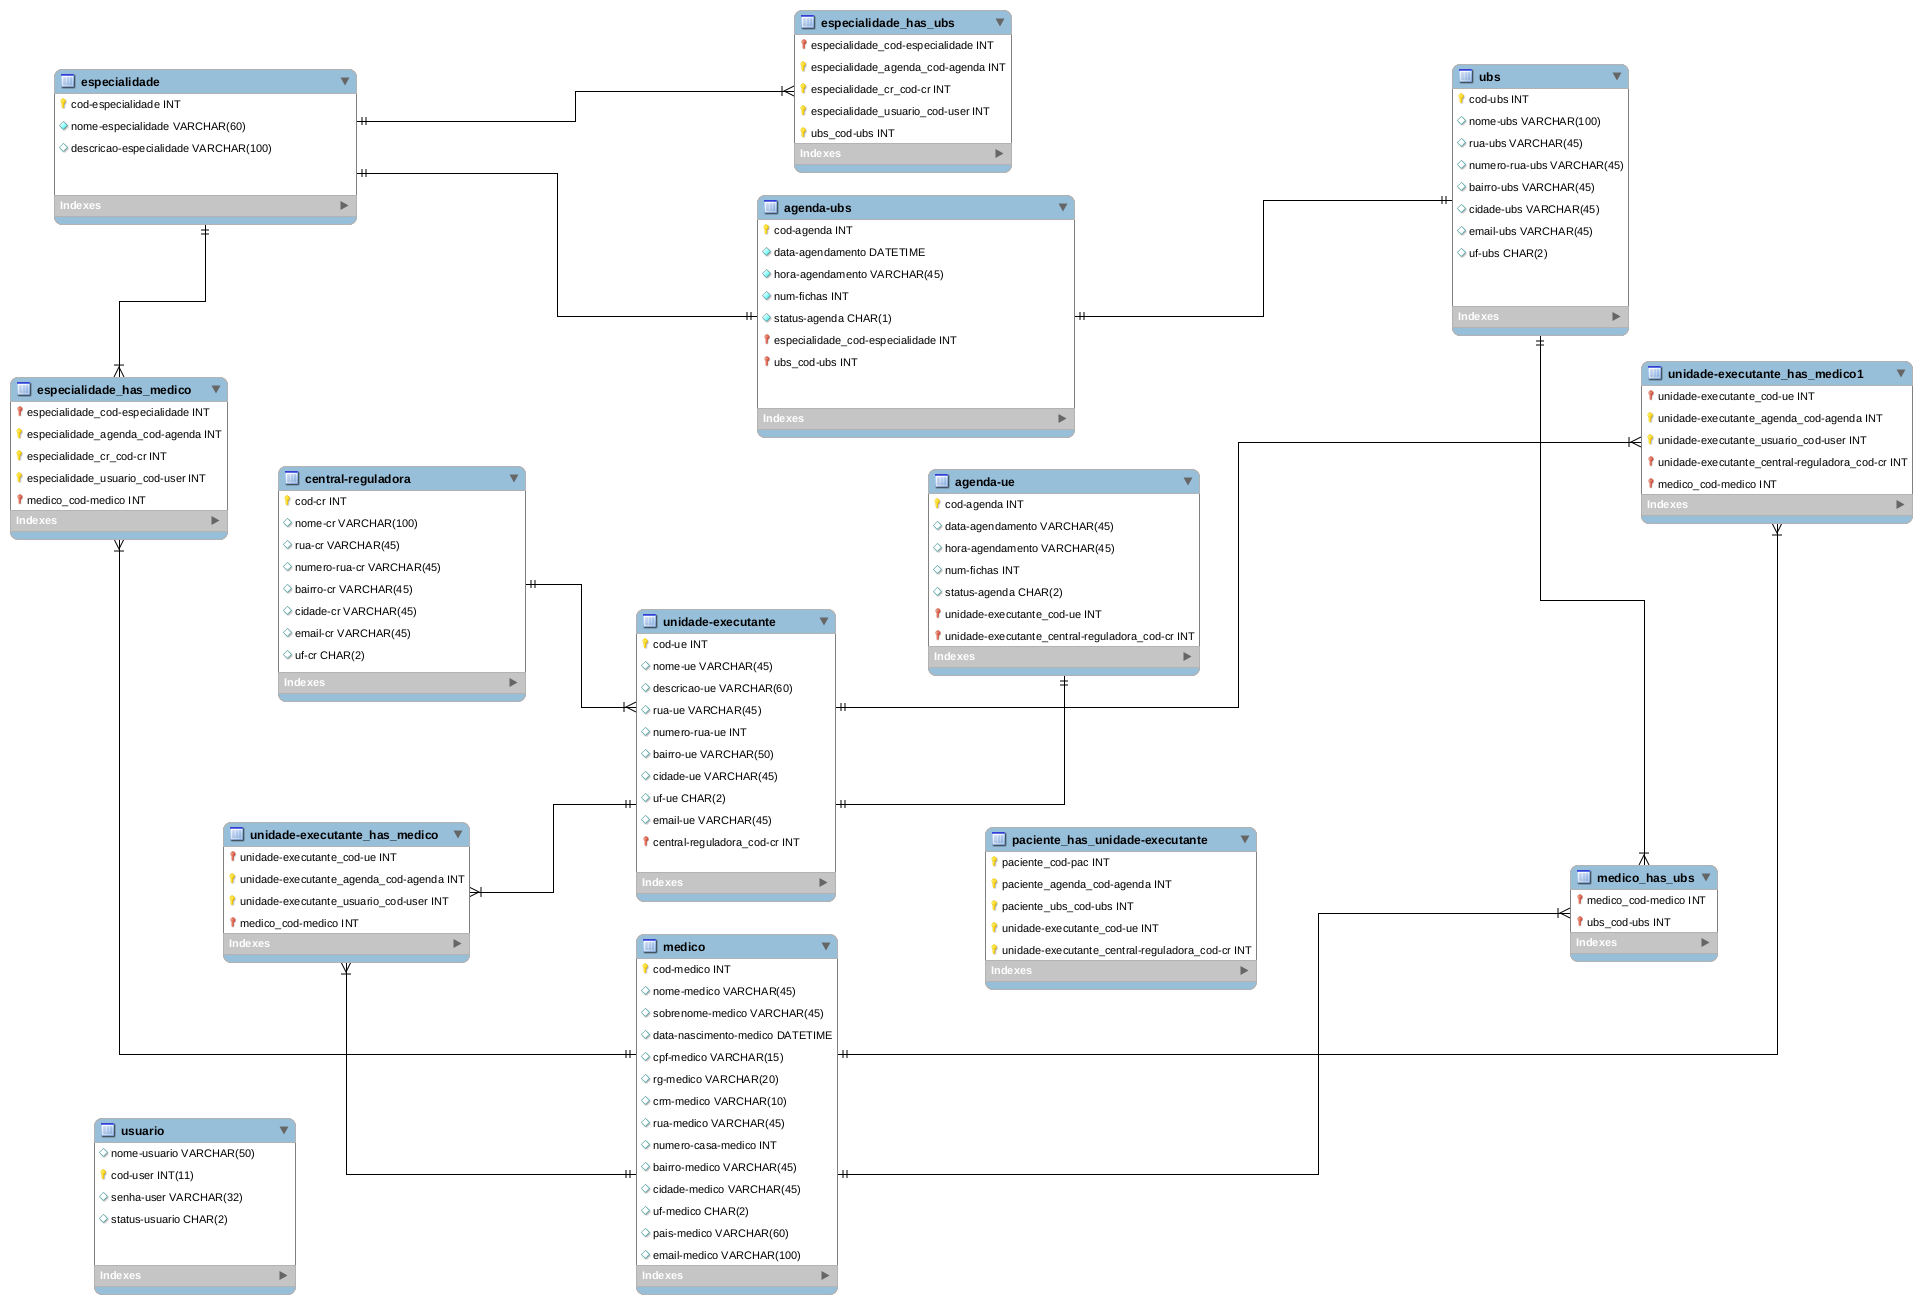 especialidade_has_ubs
especialidade_cod-especialidade INT
especialidade_agenda_cod-agenda INT
especialidade_cr_cod-cr INT
especialidade_usuario_cod-user INT
ubs_cod-ubs INT
Indexes
especialidade
cod-especialidade INT
nome-especialidade VARCHAR(60)
descricao-especialidade VARCHAR(100)
Indexes
ubs
cod-ubs INT
nome-ubs VARCHAR(100)
rua-ubs VARCHAR(45)
numero-rua-ubs VARCHAR(45)
bairro-ubs VARCHAR(45)
cidade-ubs VARCHAR(45)
email-ubs VARCHAR(45)
uf-ubs CHAR(2)
Indexes
agenda-ubs
cod-agenda INT
data-agendamento DATETIME
hora-agendamento VARCHAR(45)
num-fichas INT
status-agenda CHAR(1)
especialidade_cod-especialidade INT
ubs_cod-ubs INT
Indexes
especialidade_has_medico
especialidade_cod-especialidade INT
especialidade_agenda_cod-agenda INT
especialidade_cr_cod-cr INT
especialidade_usuario_cod-user INT
medico_cod-medico INT
Indexes
unidade-executante_has_medico1
unidade-executante_cod-ue INT
unidade-executante_agenda_cod-agenda INT
unidade-executante_usuario_cod-user INT
unidade-executante_central-reguladora_cod-cr INT
medico_cod-medico INT
Indexes
central-reguladora
cod-cr INT
nome-cr VARCHAR(100)
rua-cr VARCHAR(45)
numero-rua-cr VARCHAR(45)
bairro-cr VARCHAR(45)
cidade-cr VARCHAR(45)
email-cr VARCHAR(45)
uf-cr CHAR(2)
Indexes
agenda-ue
cod-agenda INT
data-agendamento VARCHAR(45)
hora-agendamento VARCHAR(45)
num-fichas INT
status-agenda CHAR(2)
unidade-executante_cod-ue INT
unidade-executante_central-reguladora_cod-cr INT
Indexes
unidade-executante
cod-ue INT
nome-ue VARCHAR(45)
descricao-ue VARCHAR(60)
rua-ue VARCHAR(45)
numero-rua-ue INT
bairro-ue VARCHAR(50)
cidade-ue VARCHAR(45)
uf-ue CHAR(2)
email-ue VARCHAR(45)
central-reguladora_cod-cr INT
Indexes
unidade-executante_has_medico
unidade-executante_cod-ue INT
unidade-executante_agenda_cod-agenda INT
unidade-executante_usuario_cod-user INT
medico_cod-medico INT
Indexes
paciente_has_unidade-executante
paciente_cod-pac INT
paciente_agenda_cod-agenda INT
paciente_ubs_cod-ubs INT
unidade-executante_cod-ue INT
unidade-executante_central-reguladora_cod-cr INT
Indexes
medico_has_ubs
medico_cod-medico INT
ubs_cod-ubs INT
Indexes
medico
cod-medico INT
nome-medico VARCHAR(45)
sobrenome-medico VARCHAR(45)
data-nascimento-medico DATETIME
cpf-medico VARCHAR(15)
rg-medico VARCHAR(20)
crm-medico VARCHAR(10)
rua-medico VARCHAR(45)
numero-casa-medico INT
bairro-medico VARCHAR(45)
cidade-medico VARCHAR(45)
uf-medico CHAR(2)
pais-medico VARCHAR(60)
email-medico VARCHAR(100)
Indexes
usuario
nome-usuario VARCHAR(50)
cod-user INT(11)
senha-user VARCHAR(32)
status-usuario CHAR(2)
Indexes